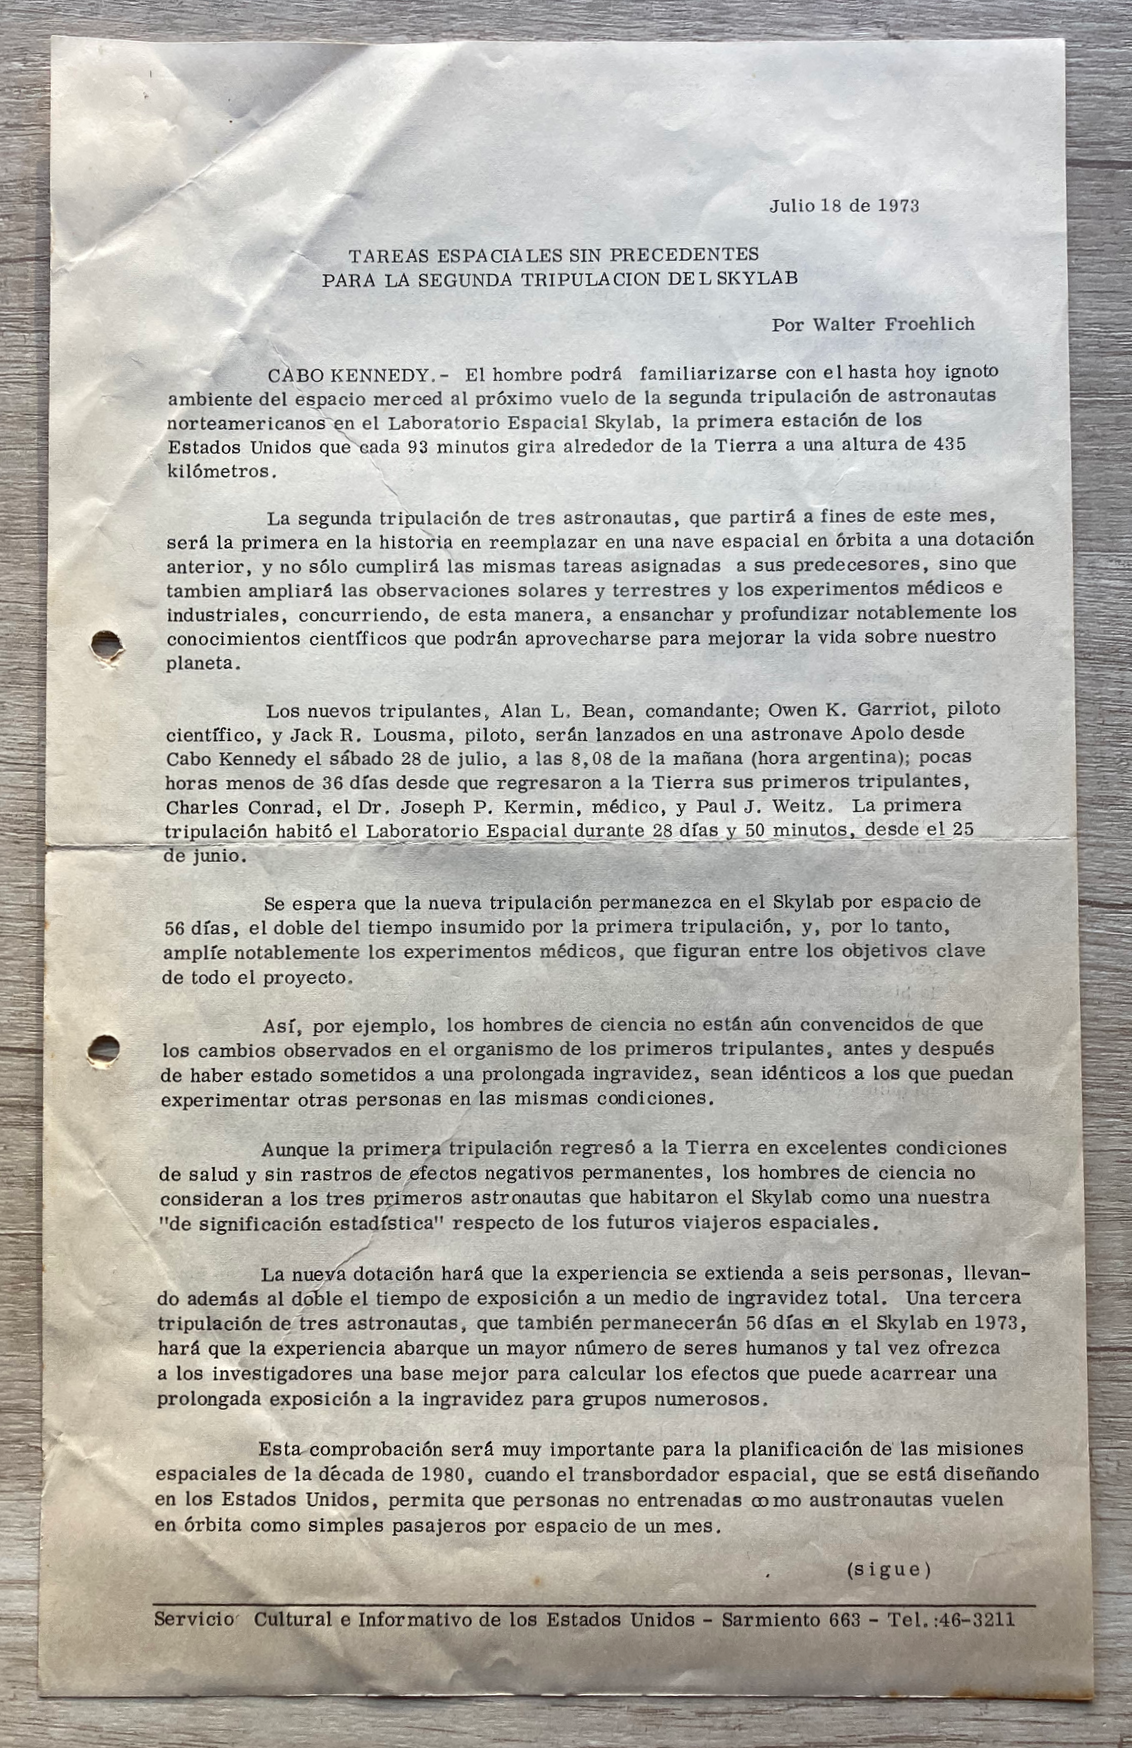 Julio 18 de 1973
TAREAS ESPACIALES SIN PRECEDENTES
PARA LA SEGUNDA TRIPULACION DEL SKYLAB
Por Walter Froehlich
CABO KENNEDY.- El hombre podrá familiarizarse con el hasta hoy ignoto
ambiente del espacio merced al próximo vuelo de la segunda tripulación de astronautas
norteamericanos en el Laboratorio Espacial Skylab, la primera estación de los
Estados Unidos que cada 93 minutos gira alrededor de la Tierra a una altura de 435
kilómetros.
La segunda tripulación de tres astronautas, que partirá a fines de este mes,
será la primera en la historia en reemplazar en una nave espacial en órbita a una dotación
anterior, y no sólo cumplirá las mismas tareas asignadas a sus predecesores, sino que
tambien ampliará las observaciones solares y terrestres y los experimentos médicos e
industriales, concurriendo, de esta manera, a ensanchar y profundizar notablemente los
conocimientos científicos que podrán aprovecharse para mejorar la vida sobre nuestro
planeta.
Los nuevos tripulantes, Alan L. Bean, comandante; Owen K. Garriot, piloto
científico, y Jack R. Lousma, piloto, serán lanzados en una astronave Apolo desde
Cabo Kennedy el sábado 28 de julio, a las 8,08 de la mañana (hora argentina); pocas
horas menos de 36 días desde que regresaron a la Tierra sus primeros tripulantes,
Charles Conrad, el Dr. Joseph P. Kermin, médico, y Paul J. Weitz. La primera
tripulación habitó el Laboratorio Espacial durante 28 días y 50 minutos, desde el 25
de junio.
Se espera que la nueva tripulación permanezca en el Skylab por espacio de
56 días, el doble del tiempo insumido por la primera tripulación, y, por lo tanto,
amplíe notablemente los experimentos médicos, que figuran entre los objetivos clave
de todo el proyecto.
Así, por ejemplo, los hombres de ciencia no están aún convencidos de que
los cambios observados en el organismo de los primeros tripulantes, antes y después
de haber estado sometidos a una prolongada ingravidez, sean idénticos a los que puedan
experimentar otras personas en las mismas condiciones.
Aunque la primera tripulación regresó a la Tierra en excelentes condiciones
de salud y sin rastros de efectos negativos permanentes, los hombres de ciencia no
consideran a los tres primeros astronautas que habitaron el Skylab como una nuestra
"de significación estadística" respecto de los futuros viajeros espaciales.
La nueva dotación hará que la experiencia se extienda a seis personas, llevan-
do además al doble el tiempo de exposición a un medio de ingravidez total. Una tercera
tripulación de tres astronautas, que también permanecerán 56 días en el Skylab en 1973,
hará que la experiencia abarque un mayor número de seres humanos y tal vez ofrezca
a los investigadores una base mejor para calcular los efectos que puede acarrear una
prolongada exposición a la ingravidez para grupos numerosos.
Esta comprobación será muy importante para la planificación de las misiones
espaciales de la década de 1980, cuando el transbordador espacial, que se está diseñando
en los Estados Unidos, permita que personas no entrenadas como austronautas vuelen
en órbita como simples pasajeros por espacio de un mes.
(sigue)
Servicio Cultural e Informativo de los Estados Unidos - Sarmiento 663 - Tel.:46-3211